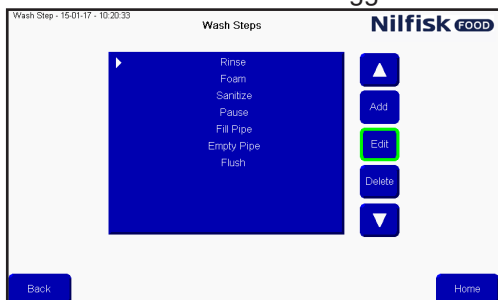 Wash Step - 15-01-17 - 10:20:33
Wash Steps
Nilfisk FOOD
Rinse
Foam
Sanitize
Pause
Fill Pipe
Empty Pipe
Flush
Add
Edit
Delete
Back
Home